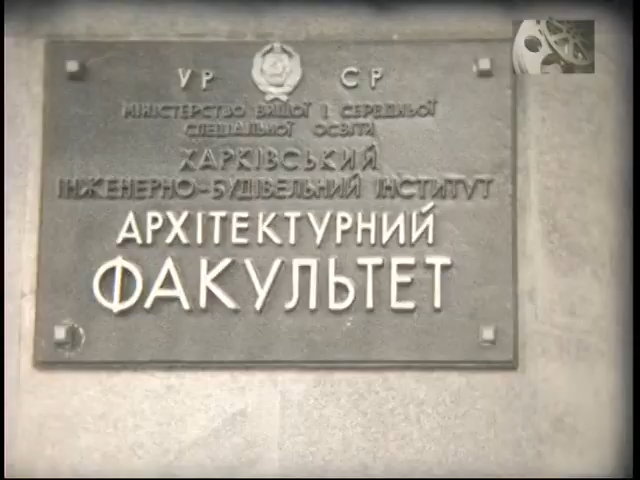 УР СР
МІНІСТЕРСТВО ВИЩОЇ І СЕРЕДНЬОЇ
СПЕЦІАЛЬНОЇ ОСВІТИ
ХАРКІВСЬКИЙ
ІНЖЕНЕРНО-БУДІВЕЛЬНИЙ ІНСТИТУТ
АРХІТЕКТУРНИЙ
ФАКУЛЬТЕТ